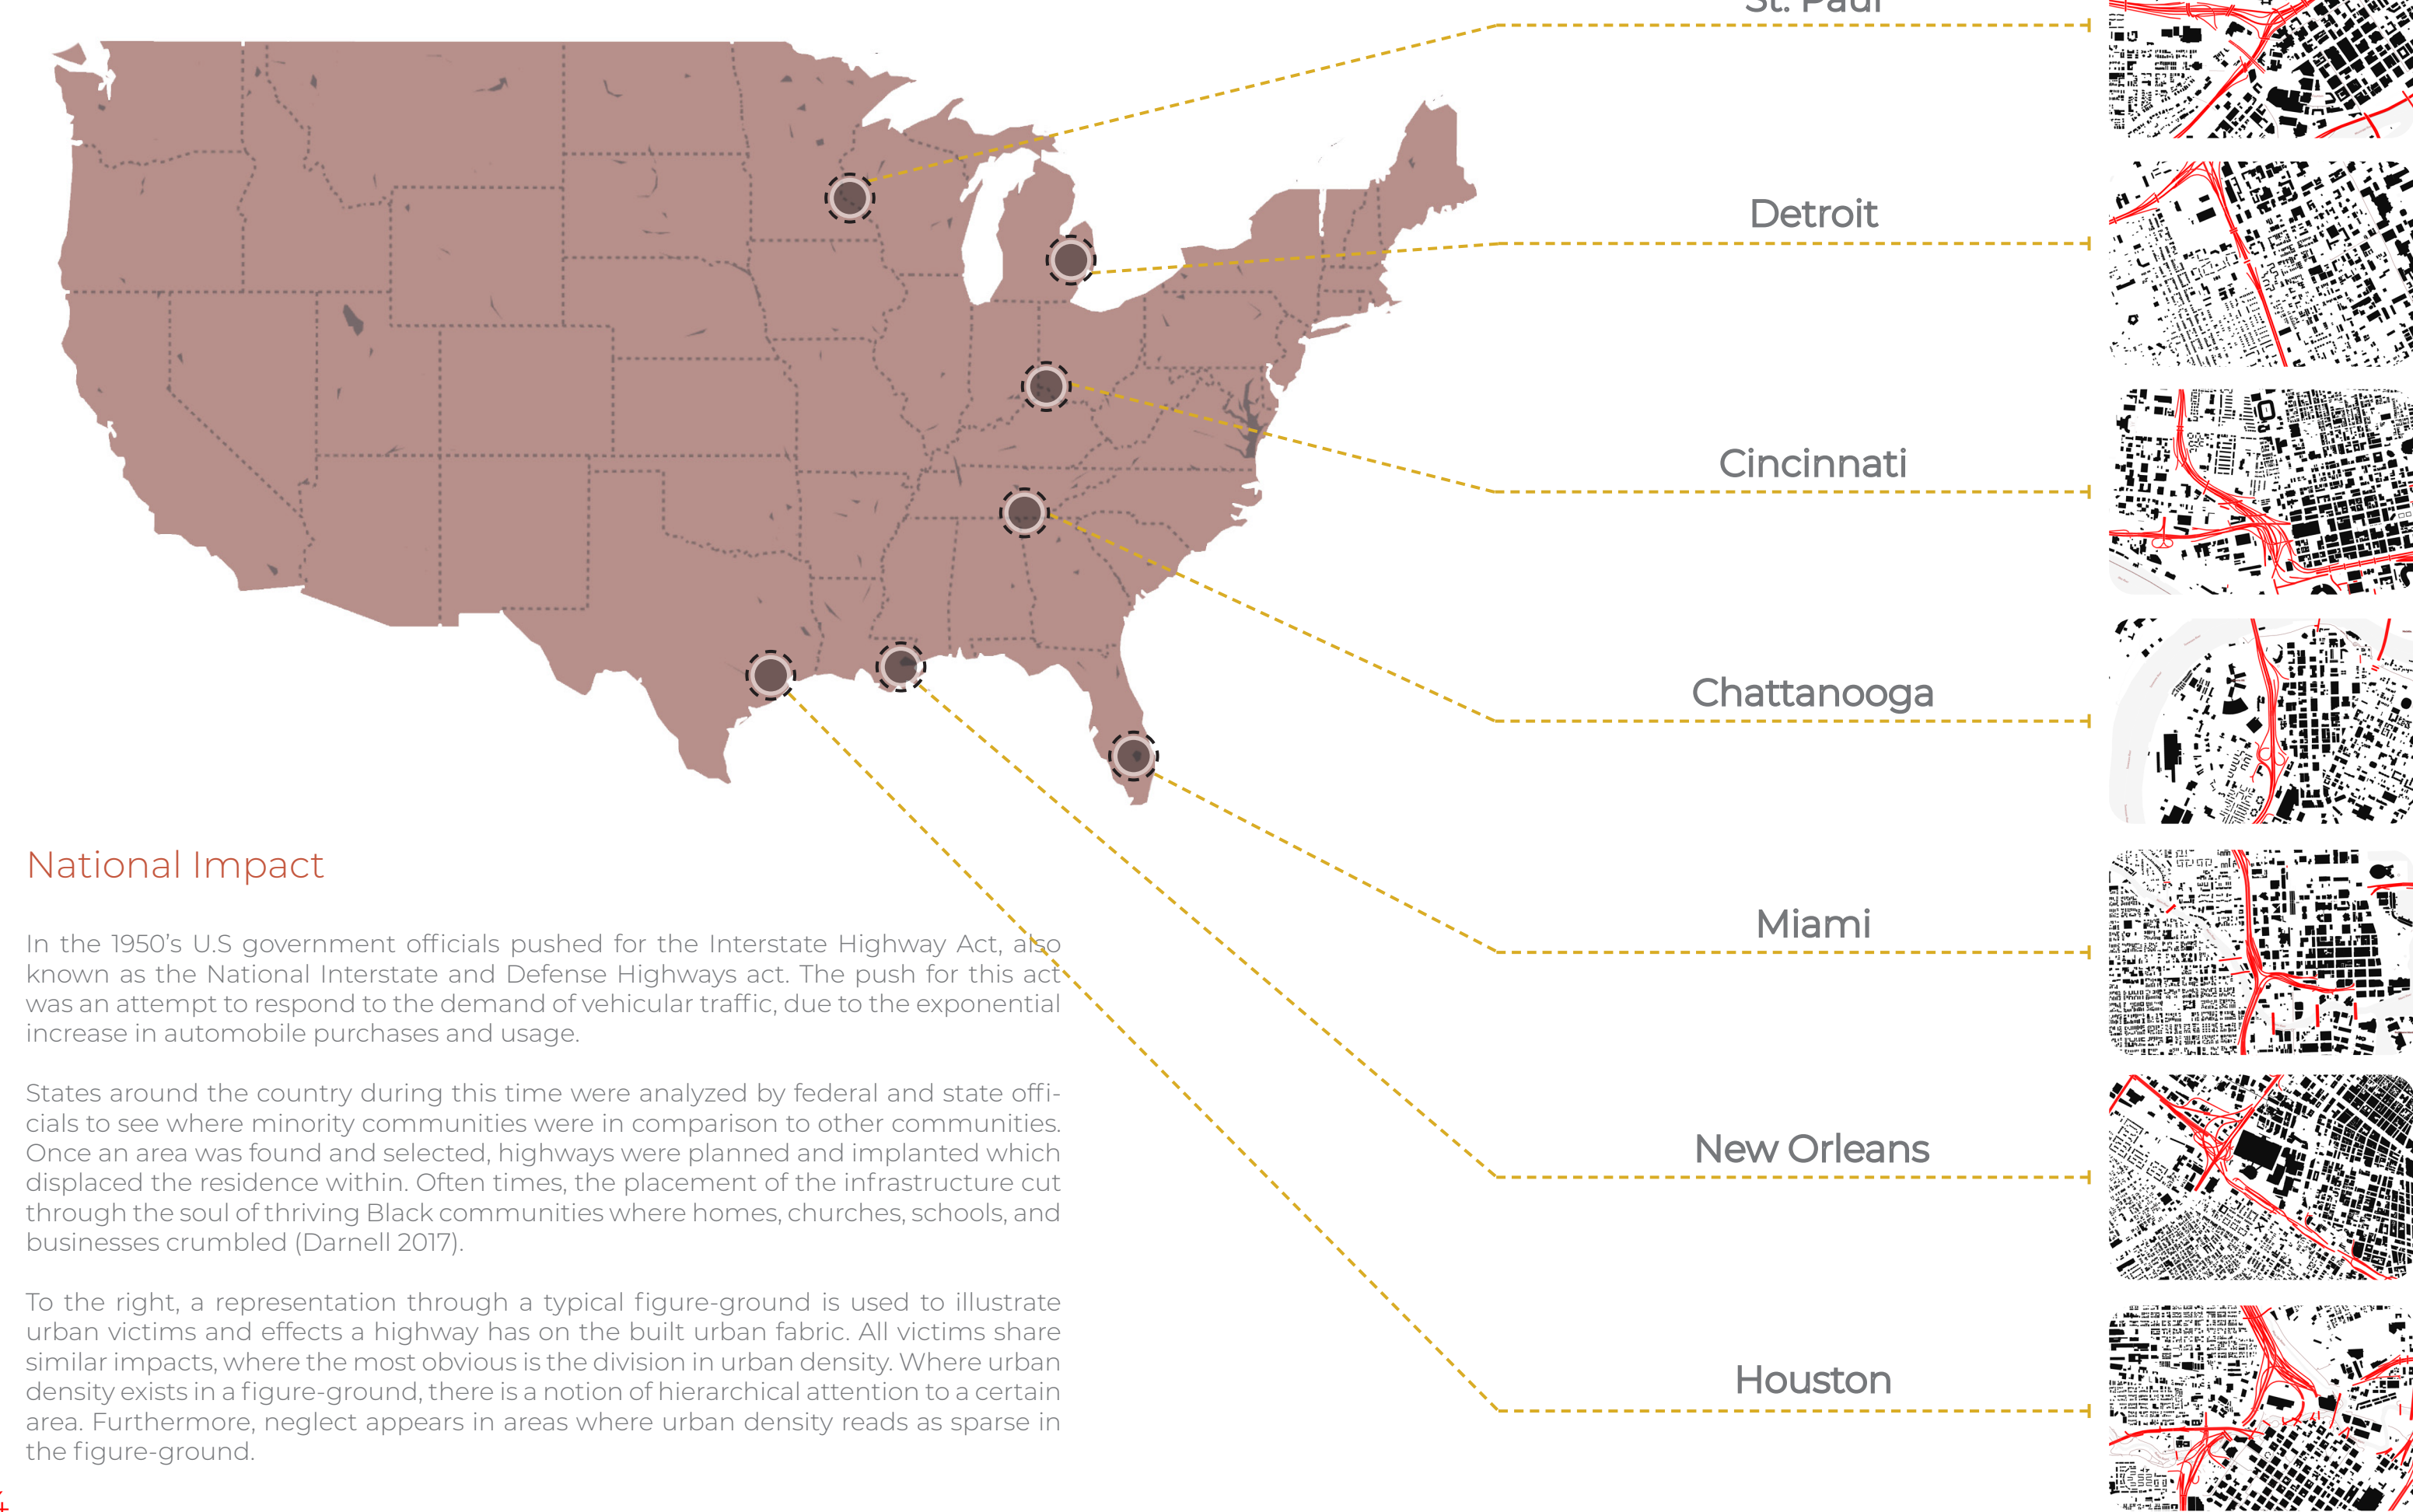 St. Paul
Detroit
Cincinnati
Chattanooga
Miami
New Orleans
Houston
National Impact
In the 1950's U.S government officials pushed for the Interstate Highway Act, also
known as the National Interstate and Defense Highways act. The push for this act
was an attempt to respond to the demand of vehicular traffic, due to the exponential
increase in automobile purchases and usage.
States around the country during this time were analyzed by federal and state offi-
cials to see where minority communities were in comparison to other communities.
Once an area was found and selected, highways were planned and implanted which
displaced the residence within. Often times, the placement of the infrastructure cut
through the soul of thriving Black communities where homes, churches, schools, and
businesses crumbled (Darnell 2017).
To the right, a representation through a typical figure-ground is used to illustrate
urban victims and effects a highway has on the built urban fabric. All victims share
similar impacts, where the most obvious is the division in urban density. Where urban
density exists in a figure-ground, there is a notion of hierarchical attention to a certain
area. Furthermore, neglect appears in areas where urban density reads as sparse in
the figure-ground.